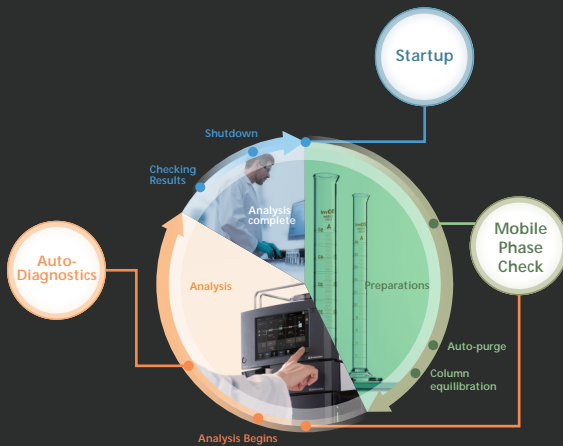 Startup
Shutdown
Checking
Results
Analysis
complete
Mobile
Phase
Check
Auto-
Diagnostics
Analysis
Preparations
Auto-purge
Column
equilibration
Analysis Begins